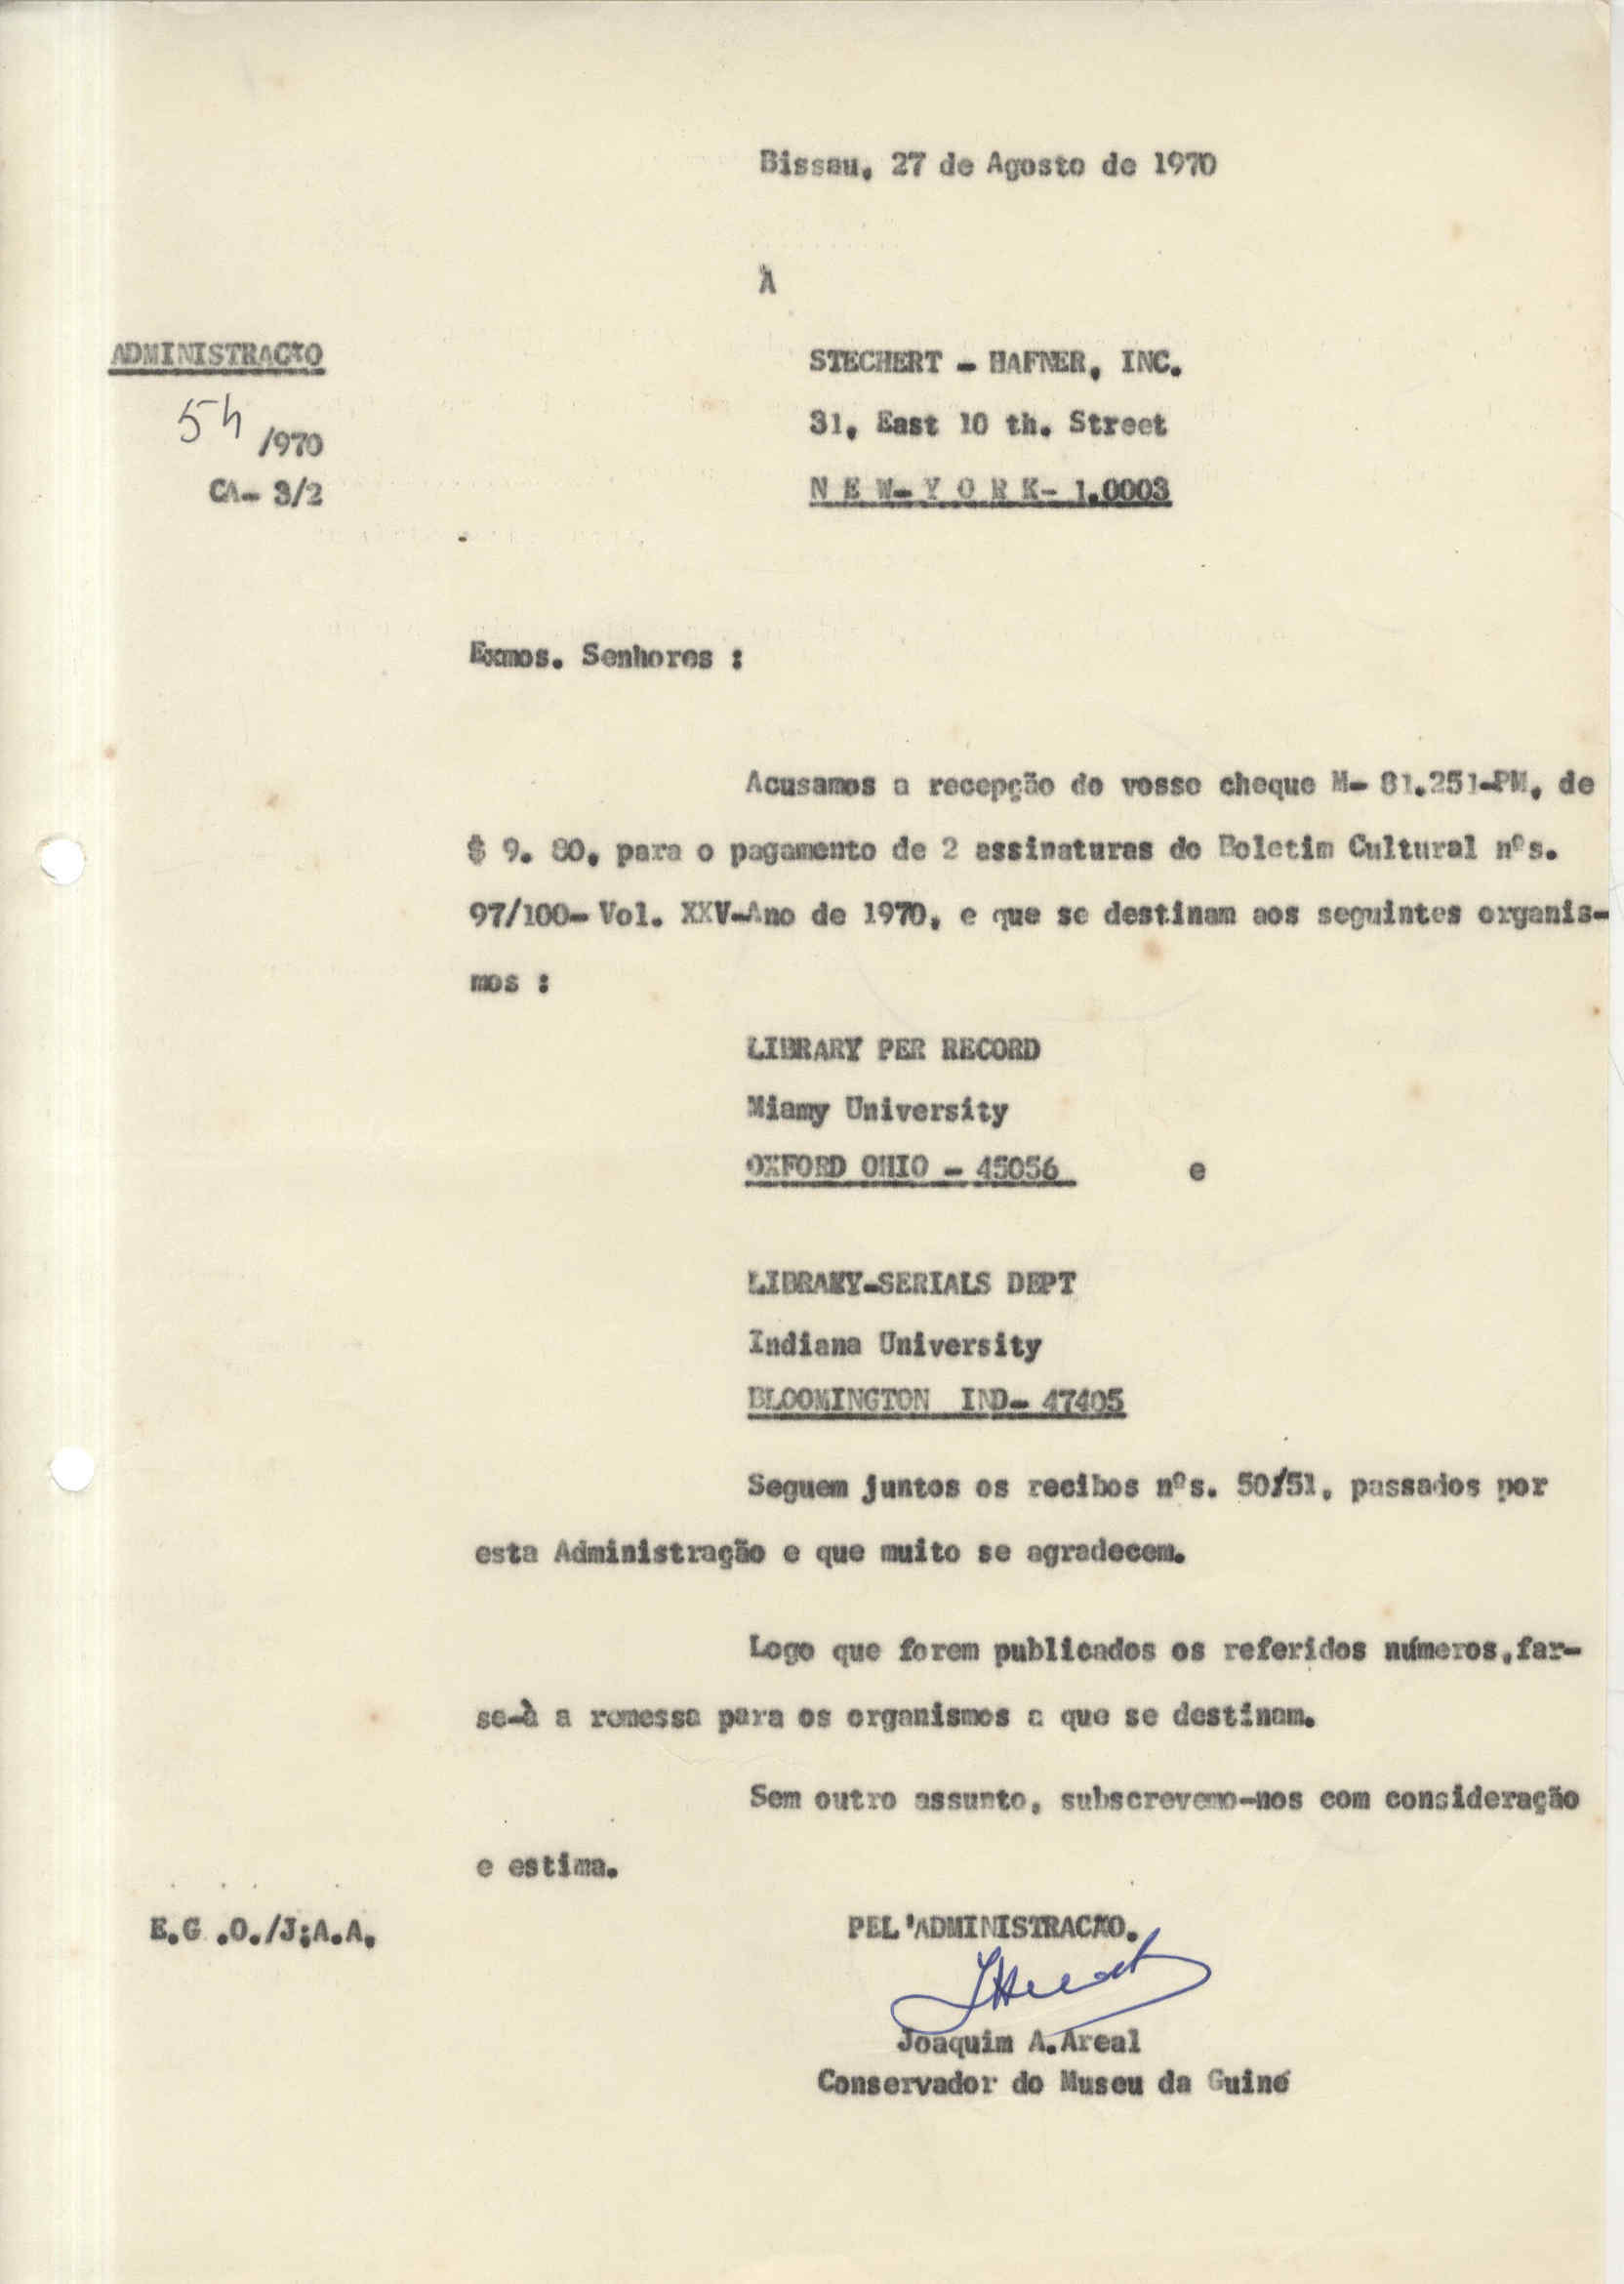 Bissau, 27 de Agosto de 1970
À
ADMINISTRACÃO
54/970
CA- 3/2
STECHERT - HAFNER, INC.
31, East 10 th. Street
N E W- Y O R K- 1.0003
Exmos. Senhores :
Acusamos a recepção do vosso cheque M- 81.251-PM, de
$ 9. 80, para o pagamento de 2 assinaturas do Boletim Cultural nºs.
97/100- Vol. XXV-Ano de 1970, e que se destinam aos seguintes organis-
mos :
LIBRARY PER RECORD
Miamy University
OXFORD OHIO - 45056 e
LIBRARY-SERIALS DEPT
Indiana University
BLOOMINGTON IND- 47405
Seguem juntos os recibos nºs. 50/51, passados por
esta Administração e que muito se agradecem.
Logo que forem publicados os referidos números,far-
se-à a remessa para os organismos a que se destinam.
Sem outro assunto, subscrevemo-nos com consideração
e estima.
E.G .O./J;A.A.
PEL'ADMINISTRACÃO.
Joaquim A.Areal
Conservador do Museu da Guiné